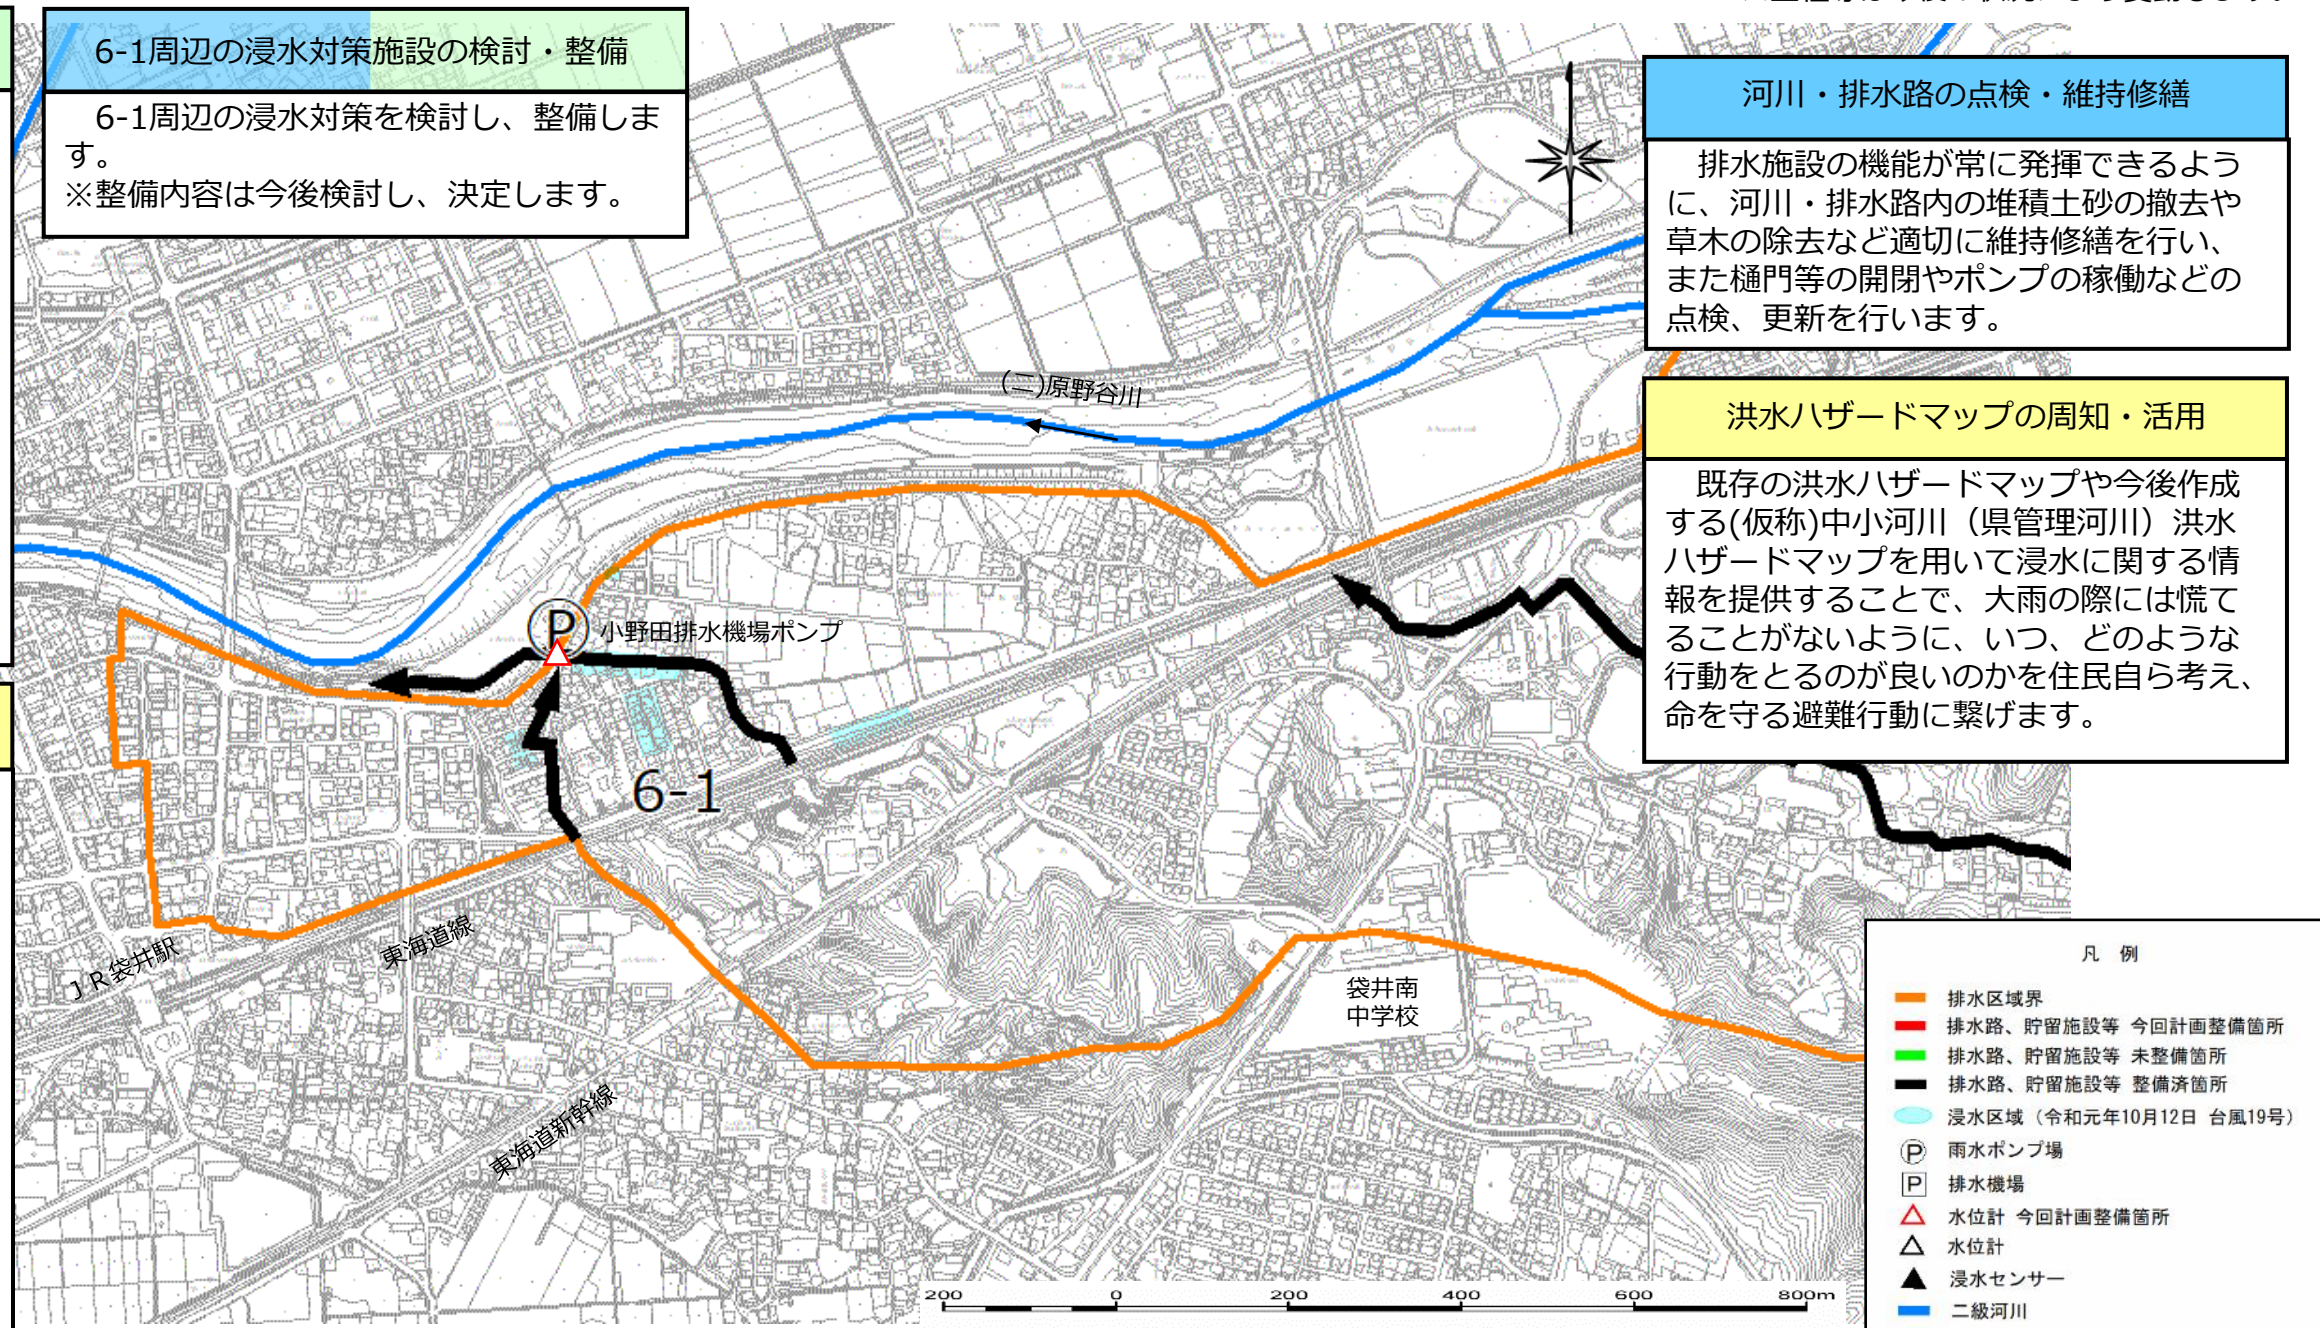 6-1周辺の浸水対策施設の検討・整備
6-1周辺の浸水対策を検討し、整備しま
す。
※整備内容は今後検討し、決定します。
河川・排水路の点検・維持修繕
排水施設の機能が常に発揮できるよう
に、河川・排水路内の堆積土砂の撤去や
草木の除去など適切に維持修繕を行い、
また樋門等の開閉やポンプの稼働などの
点検、更新を行います。
洪水ハザードマップの周知・活用
既存の洪水ハザードマップや今後作成
する(仮称)中小河川（県管理河川）洪水
ハザードマップを用いて浸水に関する情
報を提供することで、大雨の際には慌て
ることがないように、いつ、どのような
行動をとるのが良いのかを住民自ら考え、
命を守る避難行動に繋げます。
(二)原野谷川
P
小野田排水機場ポンプ
6-1
JR袋井駅
東海道線
東海道新幹線
袋井南
中学校
凡 例
排水区域界
排水路、貯留施設等 今回計画整備箇所
排水路、貯留施設等 未整備箇所
排水路、貯留施設等 整備済箇所
浸水区域（令和元年10月12日 台風19号）
P 雨水ポンプ場
P 排水機場
水位計 今回計画整備箇所
水位計
浸水センサー
二級河川
200 0 200 400 600 800m